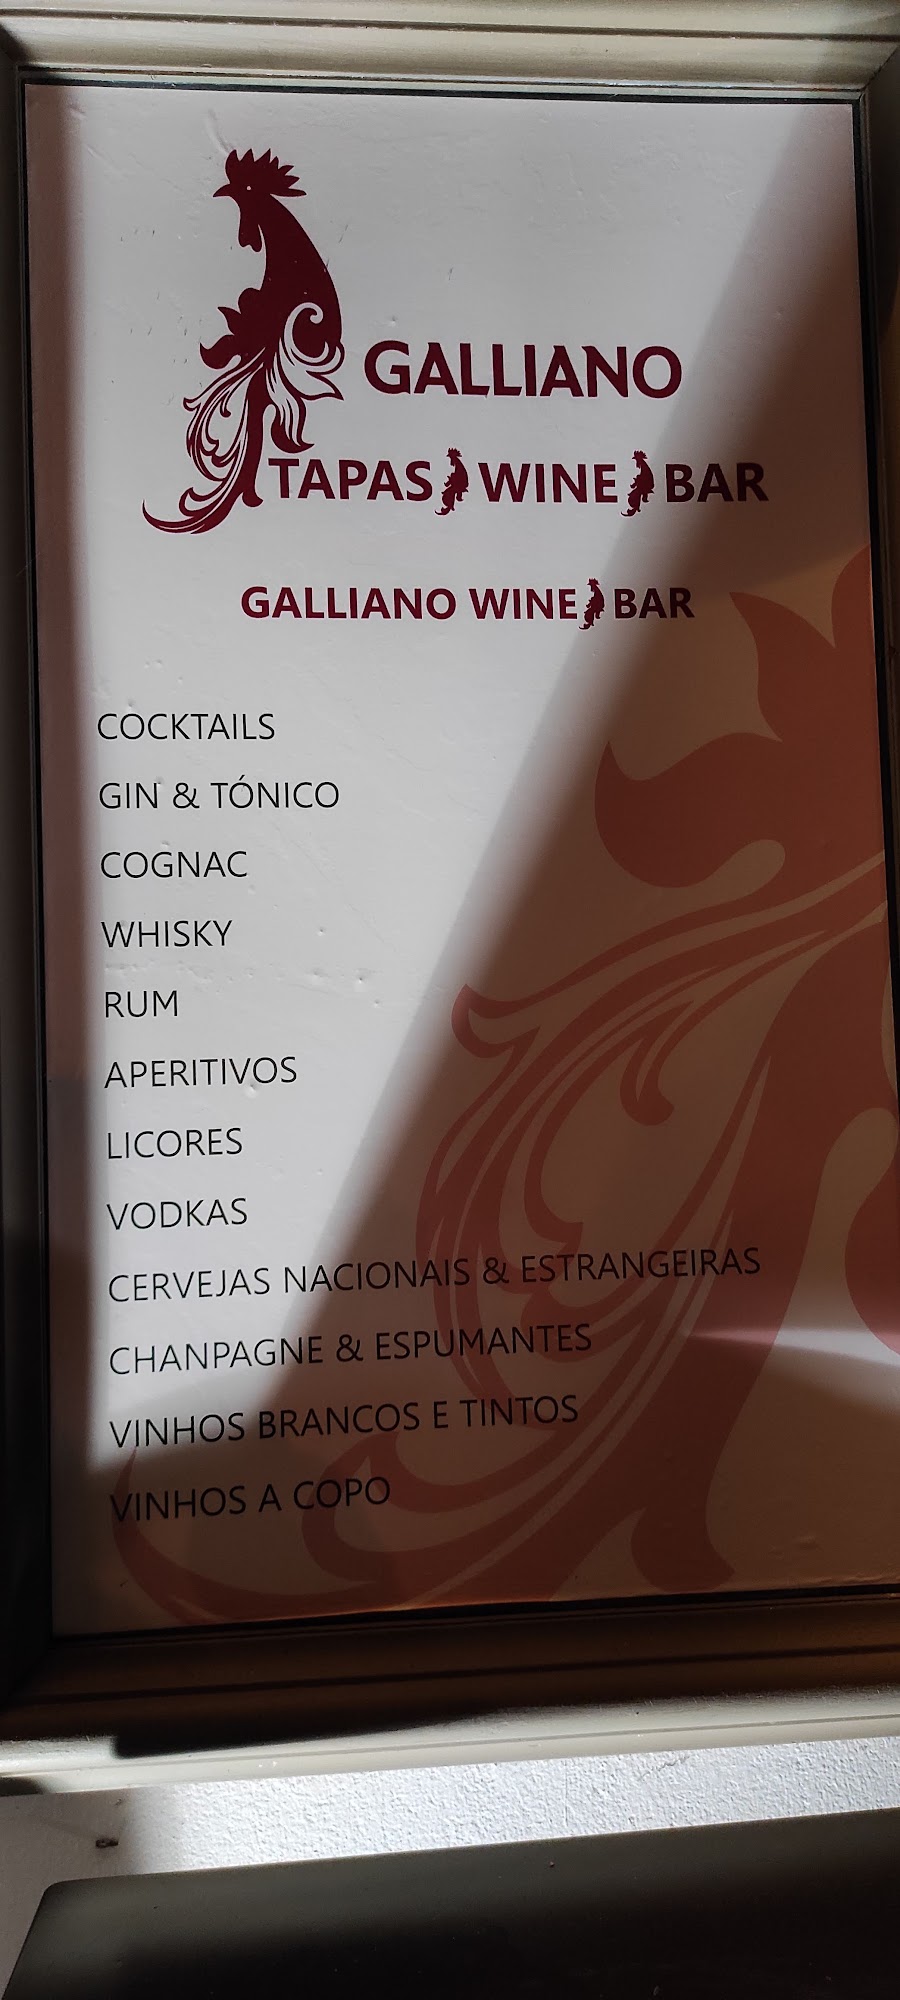 GALLIANO
TAPAS WINE BAR
GALLIANO WINE BAR
COCKTAILS
GIN & TÓNICO
COGNAC
WHISKY
RUM
APERITIVOS
LICORES
VODKAS
CERVEJAS NACIONAIS & ESTRANGEIRAS
CHANPAGNE & ESPUMANTES
VINHOS BRANCOS E TINTOS
VINHOS A COPO